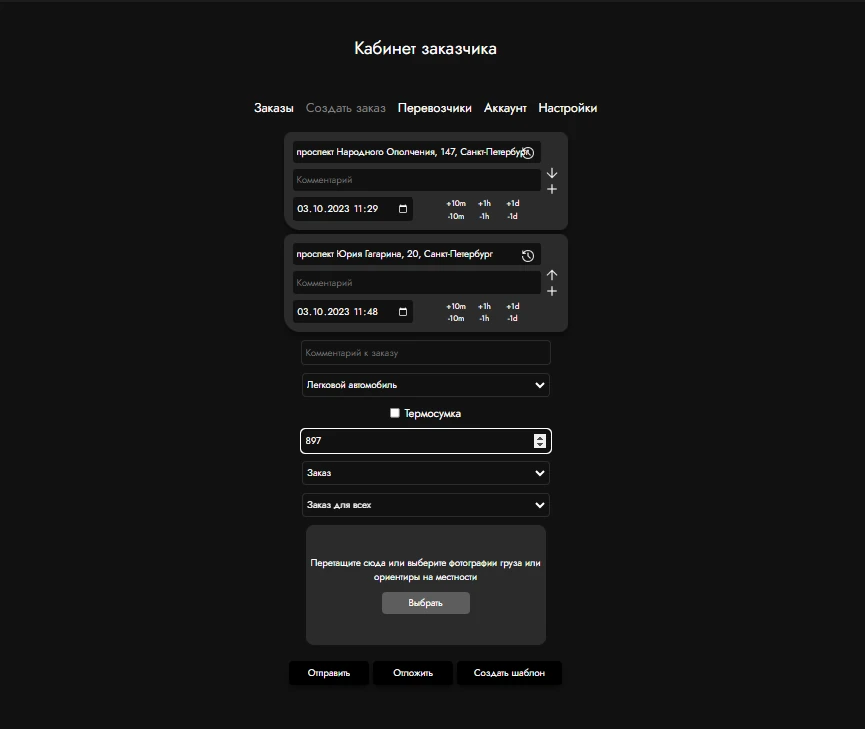 Кабинет заказчика
Заказы Создать заказ Перевозчики Аккаунт Настройки
проспект Народного Ополчения, 147, Санкт-Петербург
Комментарий
03.10.2023 11:29
+10m +1h +1d
-10m -1h -1d
проспект Юрия Гагарина, 20, Санкт-Петербург
Комментарий
03.10.2023 11:48
+10m +1h +1d
-10m -1h -1d
Комментарий к заказу
Легковой автомобиль
Термосумка
897
Заказ
Заказ для всех
Перетащите сюда или выберите фотографии груза или
ориентиры на местности
Выбрать
Отправить Отложить Создать шаблон